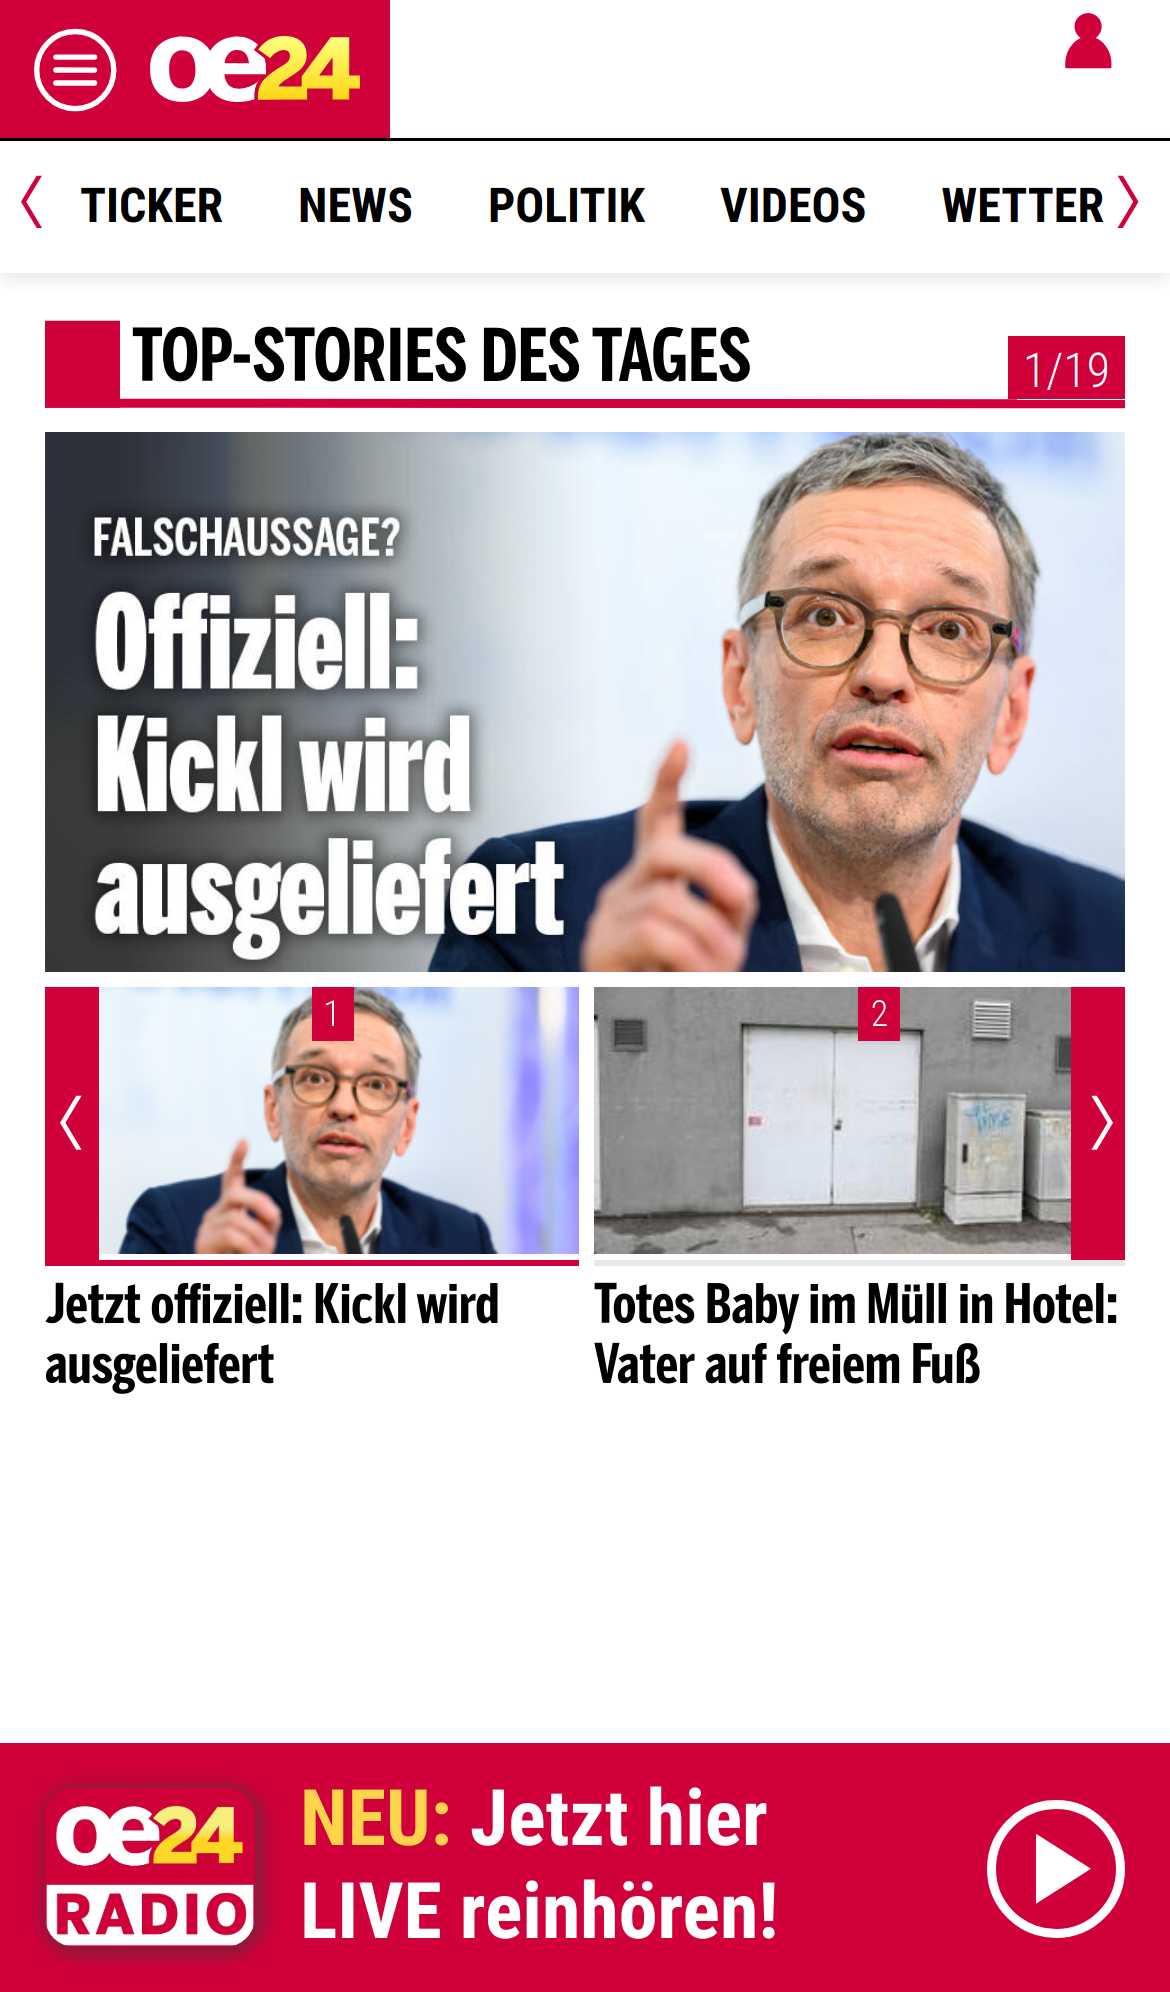 oe24
TICKER NEWS POLITIK VIDEOS WETTER
TOP-STORIES DES TAGES
1/19
FALSCHAUSSAGE?
Offiziell:
Kickl wird
ausgeliefert
1
2
Jetzt offiziell: Kickl wird
ausgeliefert
Totes Baby im Müll in Hotel:
Vater auf freiem Fuß
oe24
RADIO
NEU: Jetzt hier
LIVE reinhören!